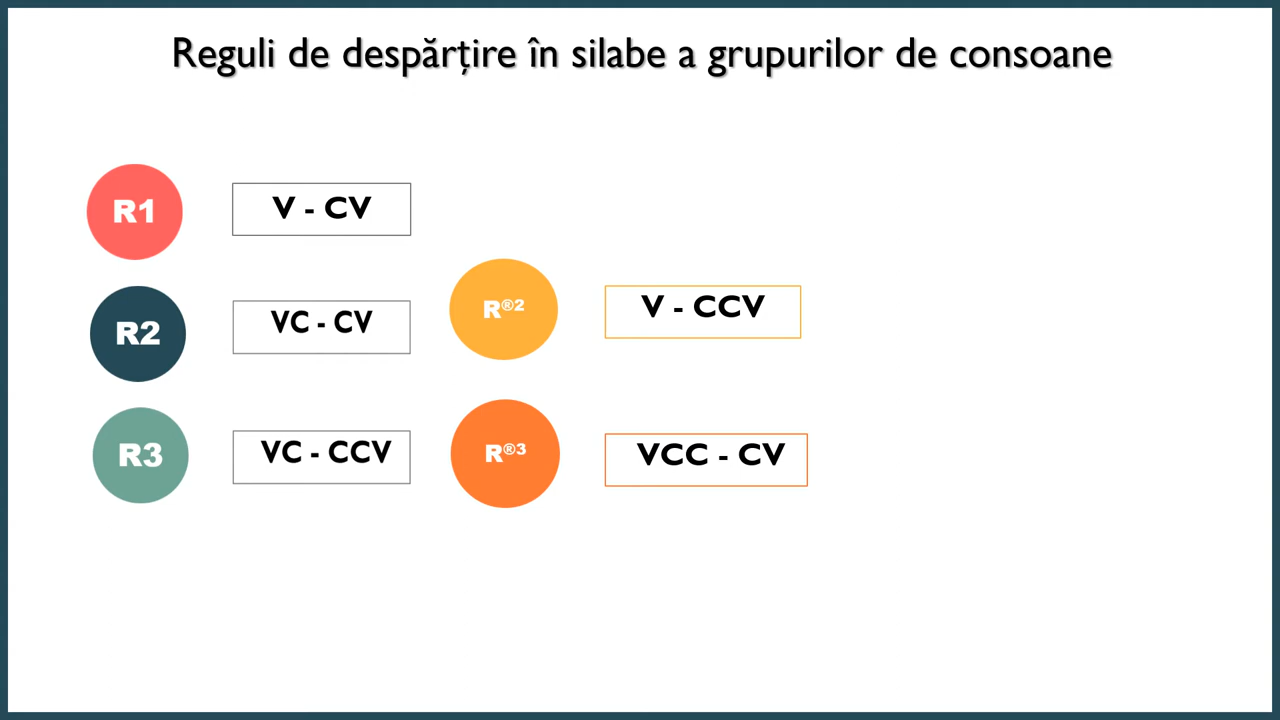 Reguli de despărțire în silabe a grupurilor de consoane
R1
V - CV
R2
VC - CV
R®2
V - CCV
R3
VC - CCV
R®3
VCC - CV